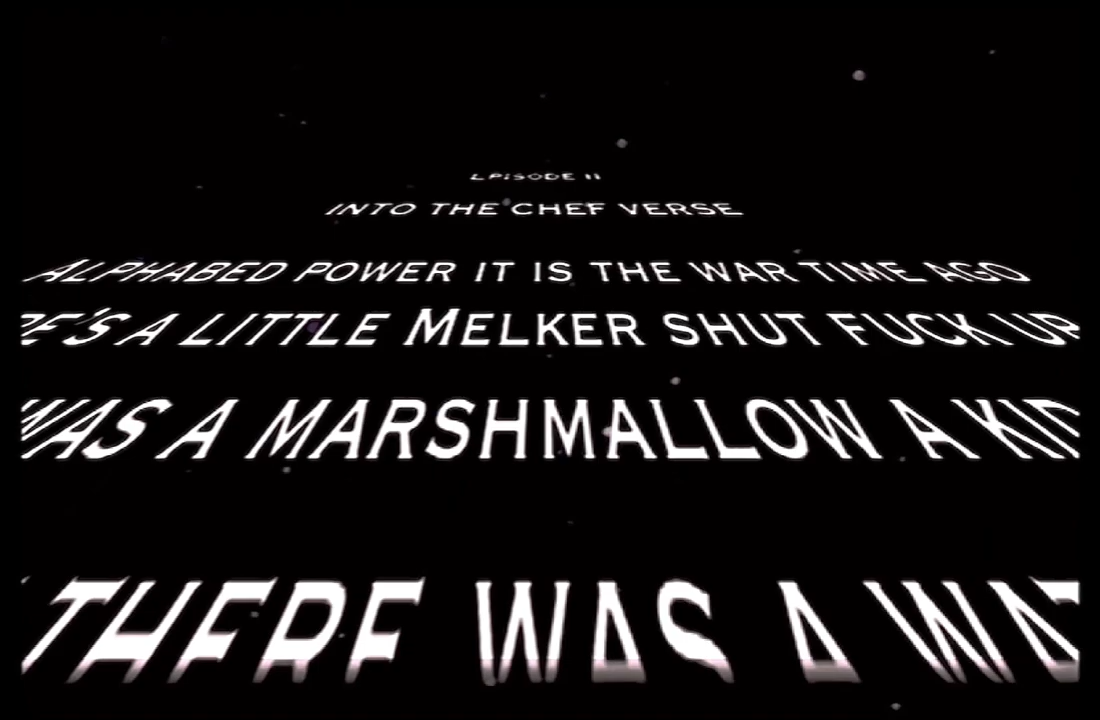 EPISODE II
INTO THE CHEF VERSE
ALPHABED POWER IT IS THE WAR TIME AGO
A LITTLE MELKER SHUT FUCK UP
WAS A MARSHMALLOW A
THERE WAS A